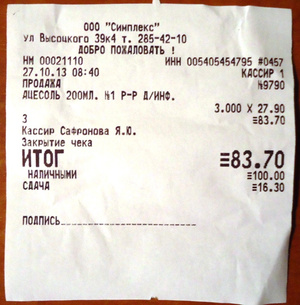 ООО "Симплекс"
Ул Высоцкого 39к4 т. 285-42-10
ДОБРО ПОЖАЛОВАТЬ !
НМ 00021110 ИНН 005405454795 #0457
27.10.13 08:40 КАССИР 1
ПРОДАЖА №9790
АЦЕСОЛЬ 200МЛ. №1 Р-Р Д/ИНФ.
3.000 X 27.90
≡83.70
3
Кассир Сафронова Я.Ю.
Закрытие чека
ИТОГ ≡83.70
НАЛИЧНЫМИ ≡100.00
СДАЧА ≡16.30
ПОДПИСЬ